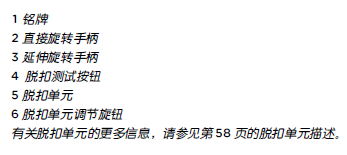 1 铭牌
2 直接旋转手柄
3 延伸旋转手柄
4 脱扣测试按钮
5 脱扣单元
6 脱扣单元调节旋钮
有关脱扣单元的更多信息，请参见第 58 页的脱扣单元描述。